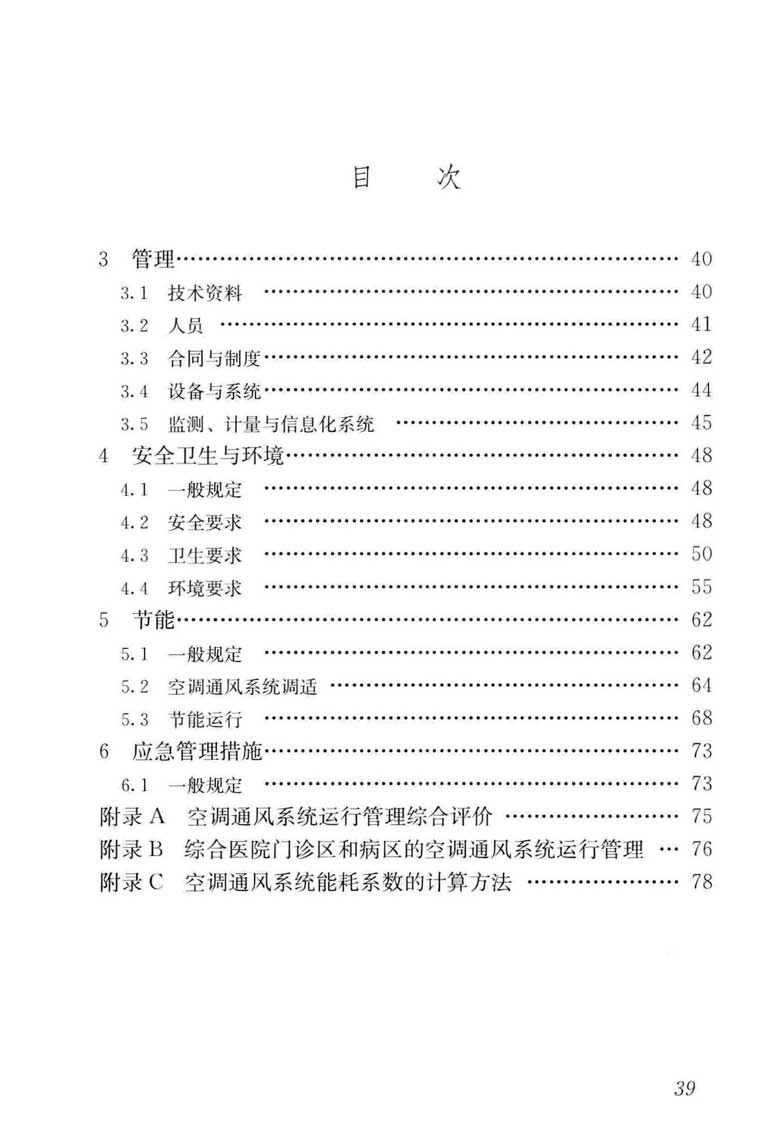 目 次
3 管理…………………………………………………………… 40
3.1 技术资料 ………………………………………………… 40
3.2 人员 ……………………………………………………… 41
3.3 合同与制度………………………………………………… 42
3.4 设备与系统………………………………………………… 44
3.5 监测、计量与信息化系统 ………………………………… 45
4 安全卫生与环境……………………………………………… 48
4.1 一般规定 ………………………………………………… 48
4.2 安全要求 ………………………………………………… 48
4.3 卫生要求 ………………………………………………… 50
4.4 环境要求 ………………………………………………… 55
5 节能…………………………………………………………… 62
5.1 一般规定 ………………………………………………… 62
5.2 空调通风系统调适 ………………………………………… 64
5.3 节能运行 ………………………………………………… 68
6 应急管理措施………………………………………………… 73
6.1 一般规定 ………………………………………………… 73
附录 A 空调通风系统运行管理综合评价 …………………… 75
附录 B 综合医院门诊区和病区的空调通风系统运行管理 … 76
附录 C 空调通风系统能耗系数的计算方法 ………………… 78
39